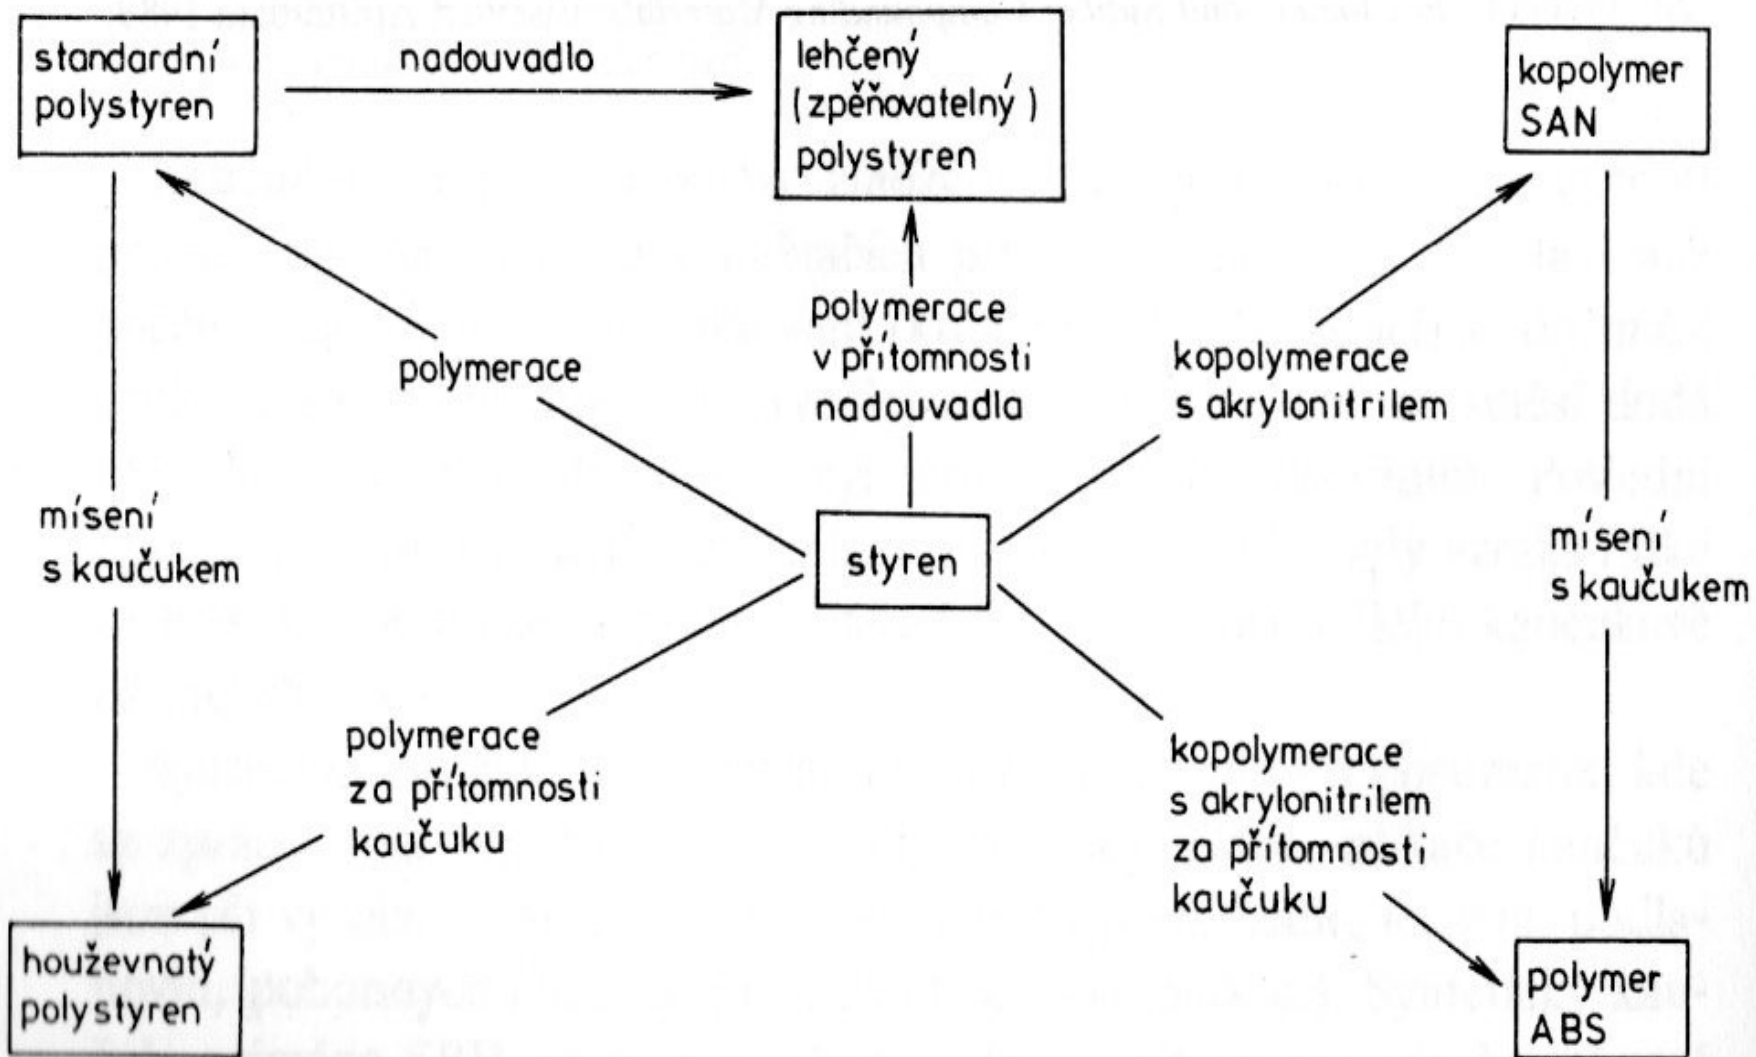 standardní
polystyren
nadouvadlo
lehčený
(zpěňovatelný)
polystyren
kopolymer
SAN
polymerace
polymerace
v přítomnosti
nadouvadla
kopolymerace
s akrylonitrilem
mísení
s kaučukem
styren
mísení
s kaučukem
polymerace
za přítomnosti
kaučuku
kopolymerace
s akrylonitrilem
za přítomnosti
kaučuku
houževnatý
polystyren
polymer
ABS